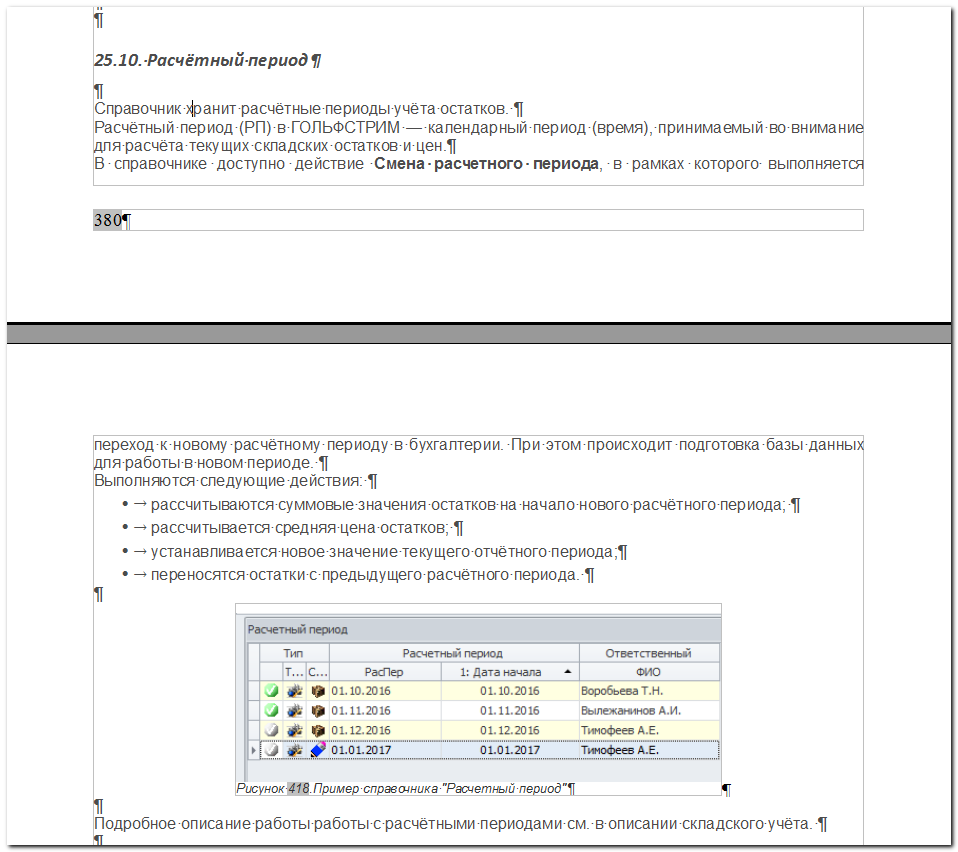 25.10. Расчётный период
Справочник хранит расчётные периоды учёта остатков.
Расчётный период (РП) в ГОЛЬФСТРИМ — календарный период (время), принимаемый во внимание
для расчёта текущих складских остатков и цен.
В справочнике доступно действие Смена расчетного периода, в рамках которого выполняется
380
переход к новому расчётному периоду в бухгалтерии. При этом происходит подготовка базы данных
для работы в новом периоде.
Выполняются следующие действия:
• → рассчитываются суммовые значения остатков на начало нового расчётного периода;
• → рассчитывается средняя цена остатков;
• → устанавливается новое значение текущего отчётного периода;
• → переносятся остатки с предыдущего расчётного периода.
Расчетный период
Тип Расчетный период Ответственный
Т... С... РасПер 1: Дата начала ФИО
01.10.2016 01.10.2016 Воробьева Т.Н.
01.11.2016 01.11.2016 Вылежанинов А.И.
01.12.2016 01.12.2016 Тимофеев А.Е.
01.01.2017 01.01.2017 Тимофеев А.Е.
Рисунок 418.Пример справочника "Расчетный период"
Подробное описание работы работы с расчётными периодами см. в описании складского учёта.